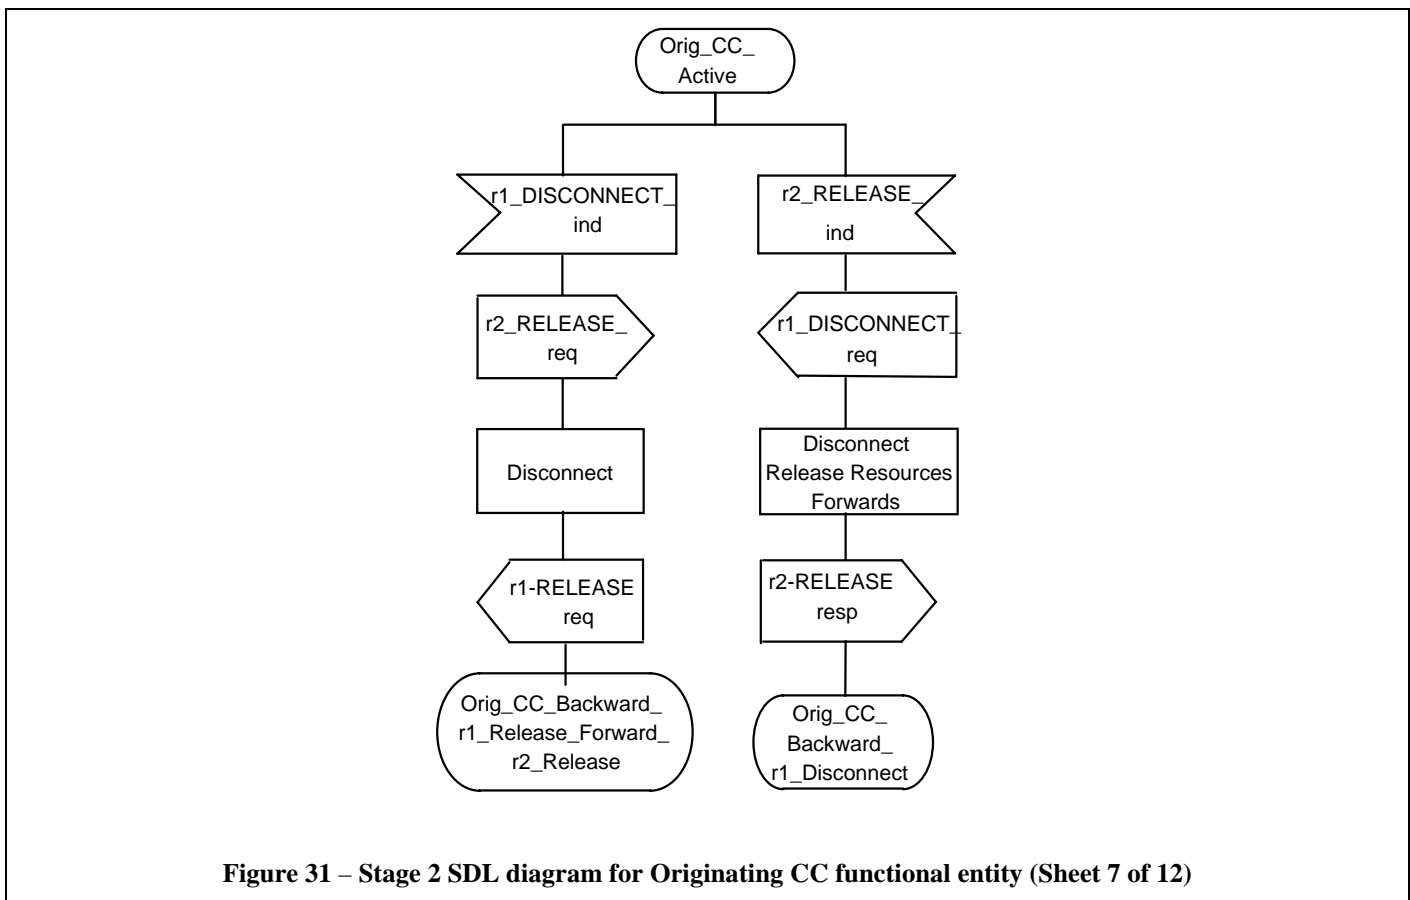 Orig_CC_
Active
r1_DISCONNECT_
ind
r2_RELEASE_
ind
r2_RELEASE_
req
r1_DISCONNECT_
req
Disconnect
Disconnect
Release Resources
Forwards
r1-RELEASE
req
r2-RELEASE
resp
Orig_CC_Backward_
r1_Release_Forward_
r2_Release
Orig_CC_
Backward_
r1_Disconnect
Figure 31 – Stage 2 SDL diagram for Originating CC functional entity (Sheet 7 of 12)